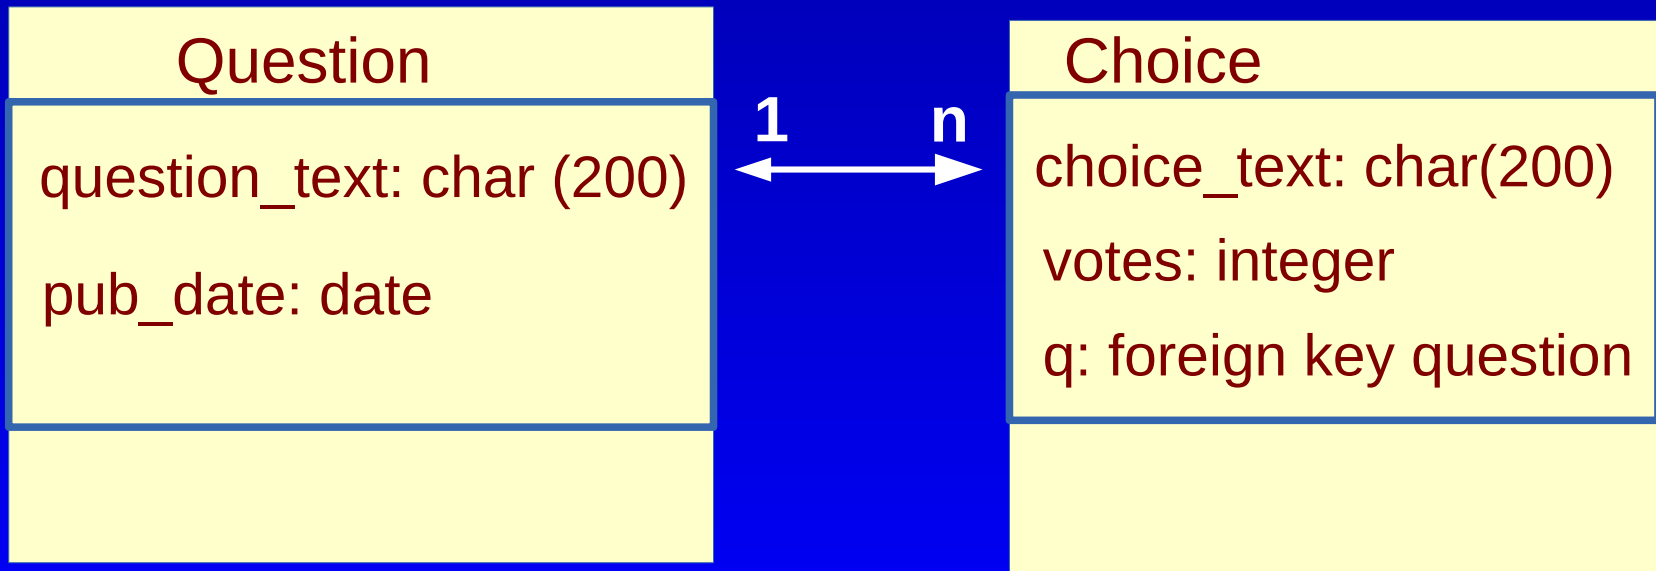 Question
question_text: char (200)
pub_date: date
1 n
Choice
choice_text: char(200)
votes: integer
q: foreign key question